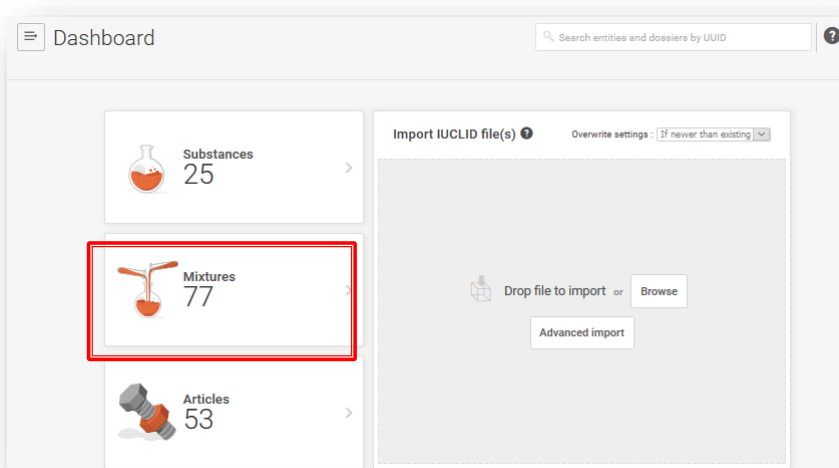 Dashboard
Search entities and dossiers by UUID
?
Substances
25
Import IUCLID file(s) ?
Overwrite settings : If newer than existing
Mixtures
77
Drop file to import or Browse
Advanced import
Articles
53